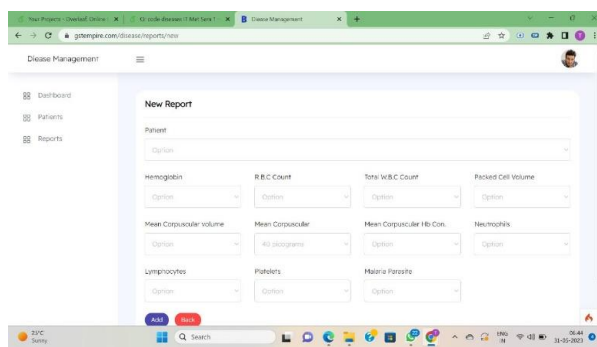 Your Projects - Overleaf, Online
Diease Management
gstempire.com/disease/reports/new
Diease Management
Dashboard
Patients
Reports
New Report
Patient
Option
Hemoglobin R.B.C Count Total W.B.C Count Packed Cell Volume
Option Option Option Option
Mean Corpuscular volume Mean Corpuscular Mean Corpuscular Hb Con. Neutrophils
Option 40 picograms Option Option
Lymphocytes Platelets Malaria Parasite
Option Option Option
Add Back
23°C
Sunny
Search
ENG
IN
06:44
31-05-2023